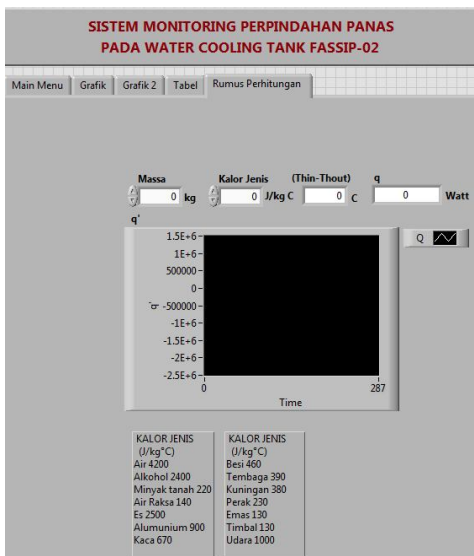 SISTEM MONITORING PERPINDAHAN PANAS
PADA WATER COOLING TANK FASSIP-02
Main Menu Grafik Grafik 2 Tabel Rumus Perhitungan
Massa Kalor Jenis (Thin-Thout) q
0 kg 0 J/kg C 0 C 0 Watt
q'
Q
1.5E+6
1E+6
500000
0
-500000
-1E+6
-1.5E+6
-2E+6
-2.5E+6
q
0 287
Time
KALOR JENIS
(J/kg°C)
Air 4200
Alkohol 2400
Minyak tanah 220
Air Raksa 140
Es 2500
Alumunium 900
Kaca 670
KALOR JENIS
(J/kg°C)
Besi 460
Tembaga 390
Kuningan 380
Perak 230
Emas 130
Timbal 130
Udara 1000